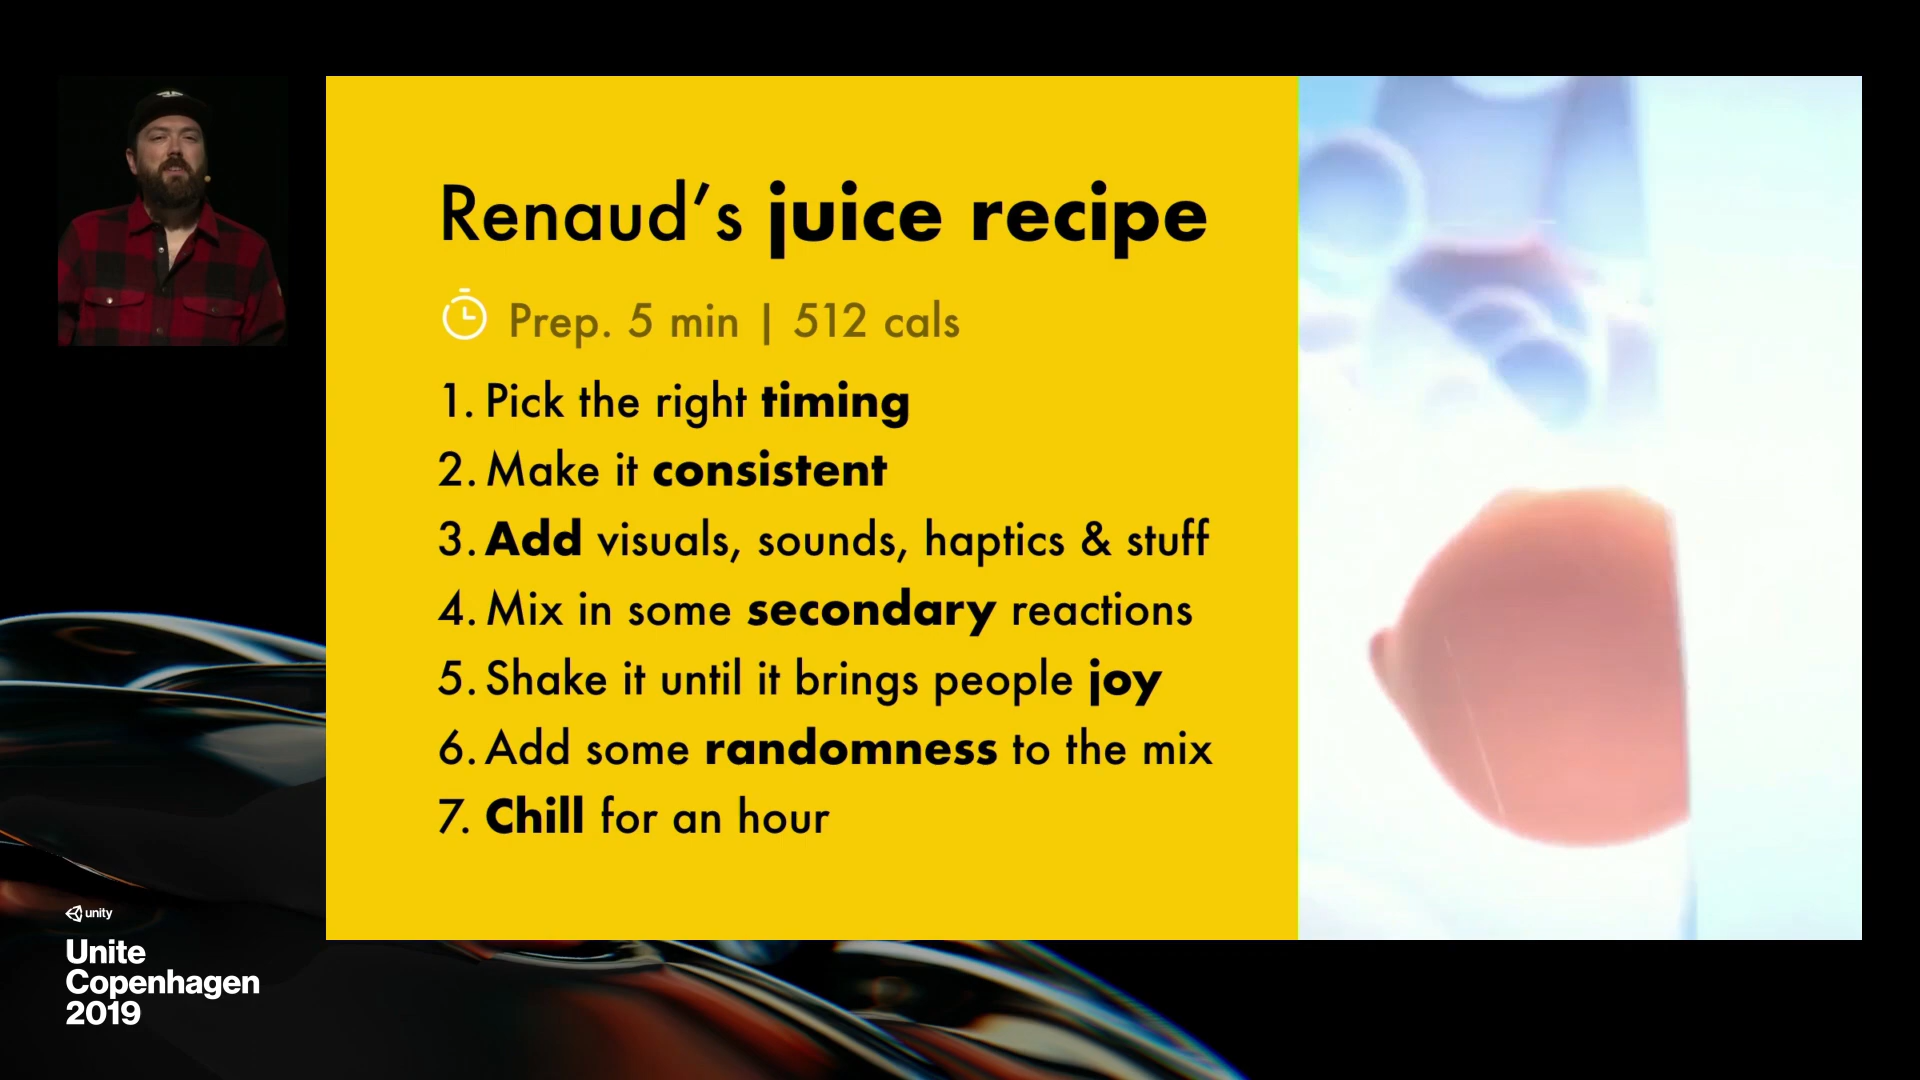 Renaud’s juice recipe
Prep. 5 min | 512 cals
1. Pick the right timing
2. Make it consistent
3. Add visuals, sounds, haptics & stuff
4. Mix in some secondary reactions
5. Shake it until it brings people joy
6. Add some randomness to the mix
7. Chill for an hour
unity
Unite
Copenhagen
2019